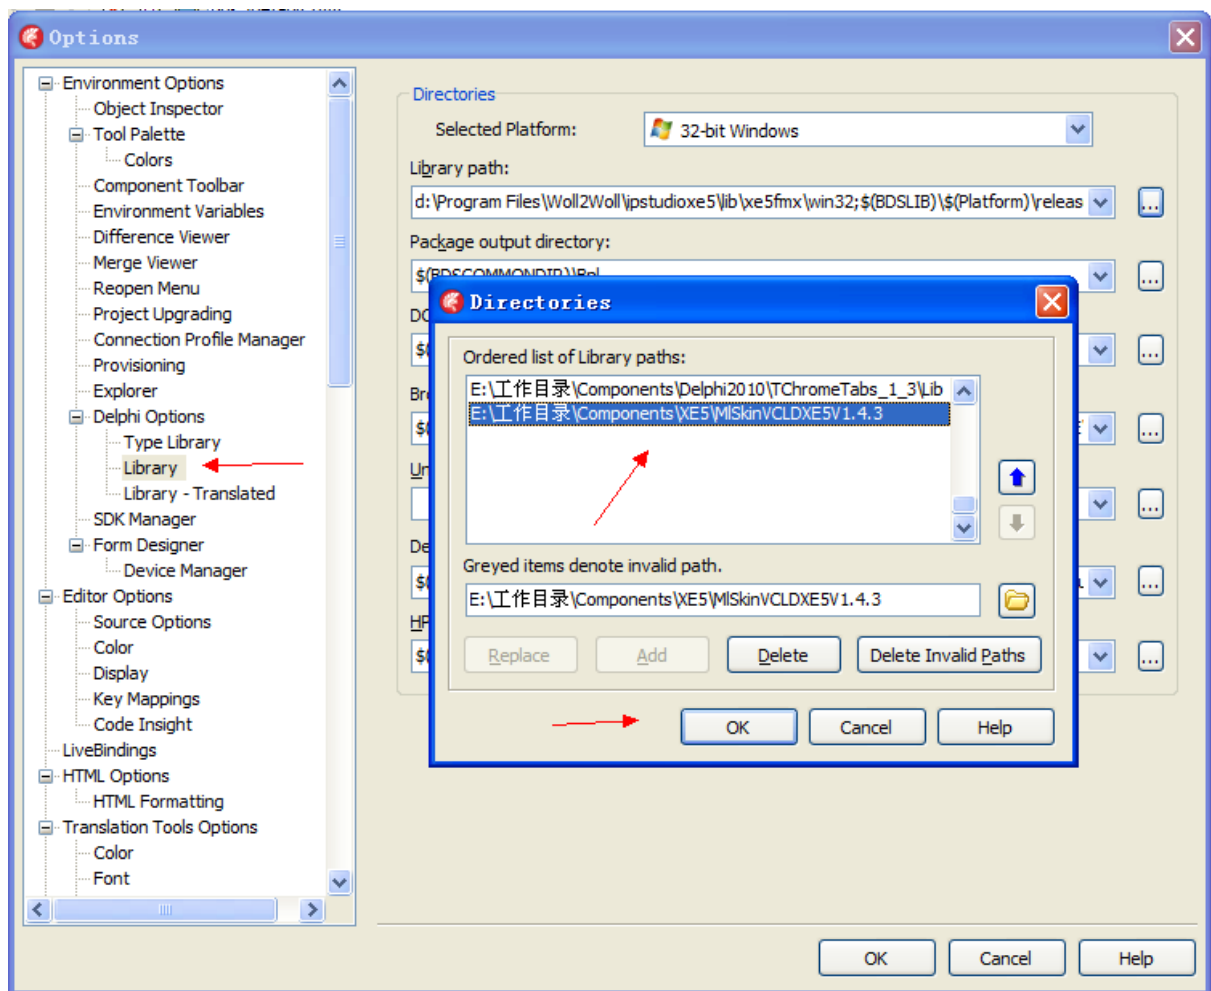 Options
Environment Options
Object Inspector
Tool Palette
Colors
Component Toolbar
Environment Variables
Difference Viewer
Merge Viewer
Reopen Menu
Project Upgrading
Connection Profile Manager
Provisioning
Explorer
Delphi Options
Type Library
Library
Library - Translated
SDK Manager
Form Designer
Device Manager
Editor Options
Source Options
Color
Display
Key Mappings
Code Insight
LiveBindings
HTML Options
HTML Formatting
Translation Tools Options
Color
Font
Directories
Selected Platform: 32-bit Windows
Library path:
d:\Program Files\Woll2Woll\ipstudioxe5\lib\xe5fmx\win32;$(BDSLIB)\$(Platform)\releas ...
Package output directory:
...
...
...
...
...
...
Directories
Ordered list of Library paths:
E:\工作目录\Components\Delphi2010\TChromeTabs_1_3\Lib
E:\工作目录\Components\XE5\MlSkinVCLDXE5V1.4.3
Greyed items denote invalid path.
E:\工作目录\Components\XE5\MlSkinVCLDXE5V1.4.3
Replace Add Delete Delete Invalid Paths
OK Cancel Help
OK Cancel Help